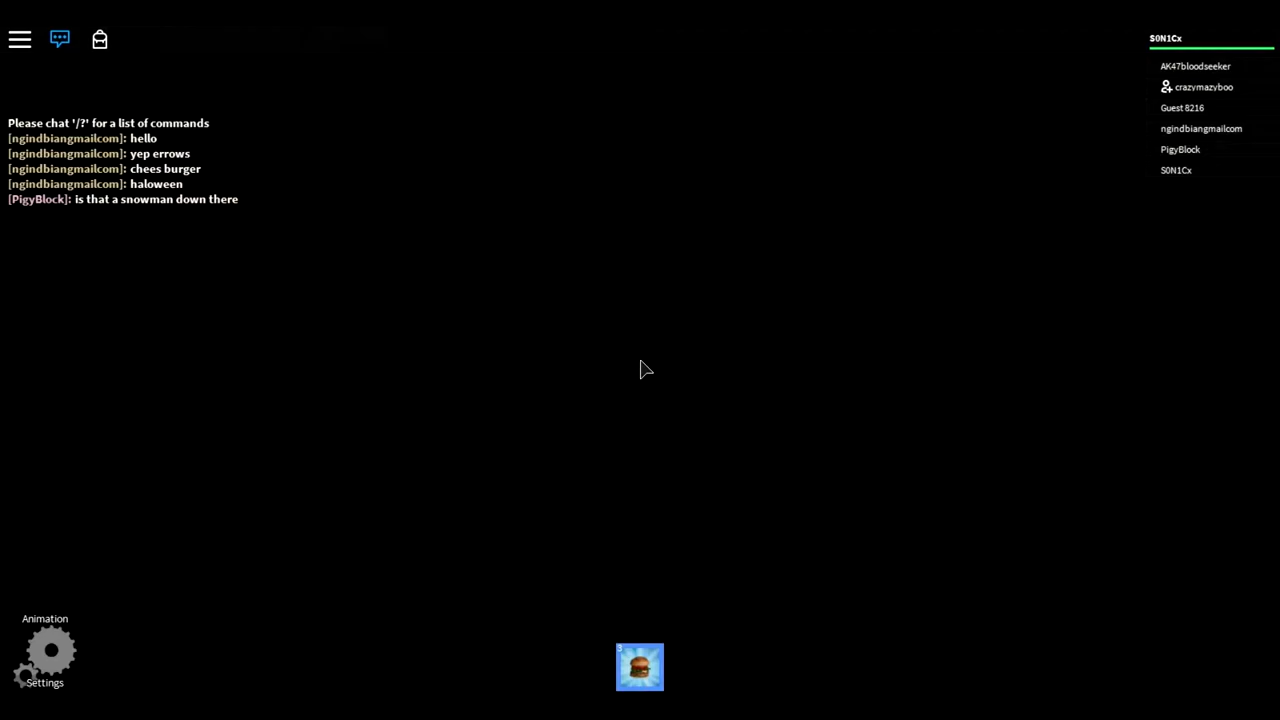 S0N1Cx
AK47bloodseeker
crazymazyboo
Guest 8216
ngindbiangmailcom
PigyBlock
S0N1Cx
Please chat '/?' for a list of commands
[ngindbiangmailcom]: hello
[ngindbiangmailcom]: yep errows
[ngindbiangmailcom]: chees burger
[ngindbiangmailcom]: haloween
[PigyBlock]: is that a snowman down there
Animation
Settings
3